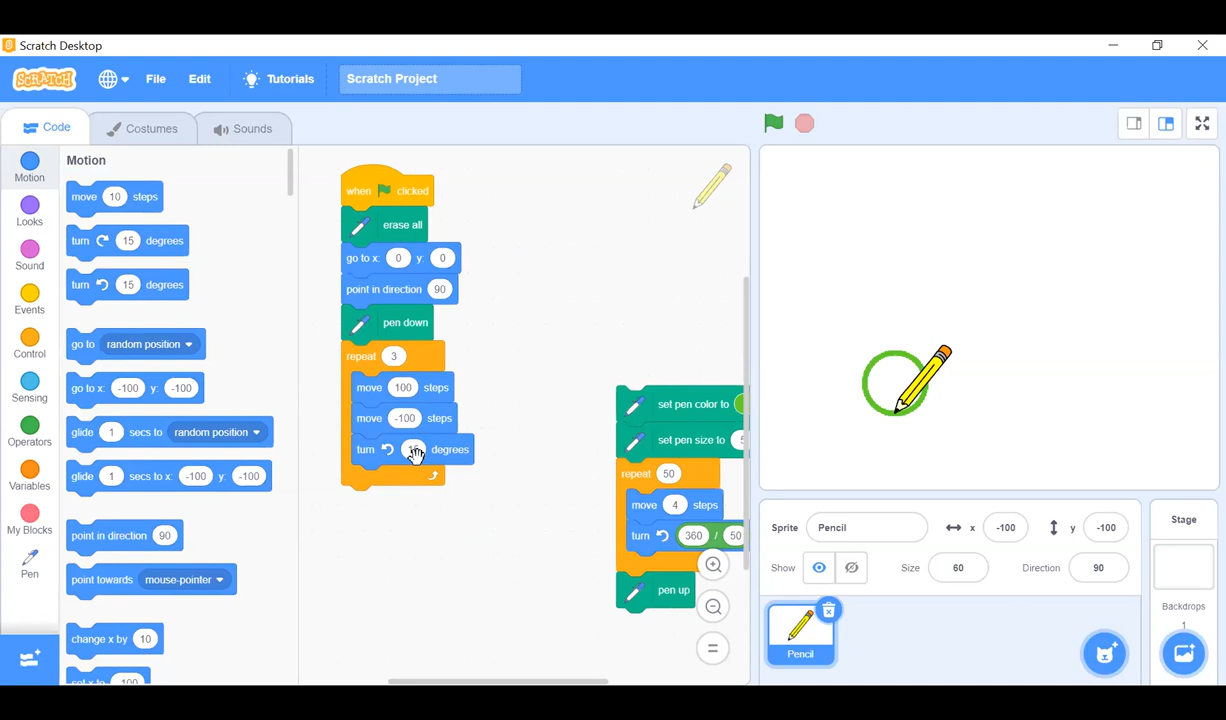 Scratch Desktop
SCRATCH File Edit Tutorials Scratch Project
Code Costumes Sounds
Motion
Looks
Sound
Events
Control
Sensing
Operators
Variables
My Blocks
Pen
Motion
move 10 steps
turn 15 degrees
turn 15 degrees
go to random position
go to x: -100 y: -100
glide 1 secs to random position
glide 1 secs to x: -100 y: -100
point in direction 90
point towards mouse-pointer
change x by 10
when clicked
erase all
go to x: 0 y: 0
point in direction 90
pen down
repeat 3
move 100 steps
move -100 steps
turn degrees
set pen color to
set pen size to
repeat 50
move 4 steps
turn 360 / 50
pen up
Sprite Pencil x -100 y -100
Show Size 60 Direction 90
Pencil
Stage
Backdrops
1